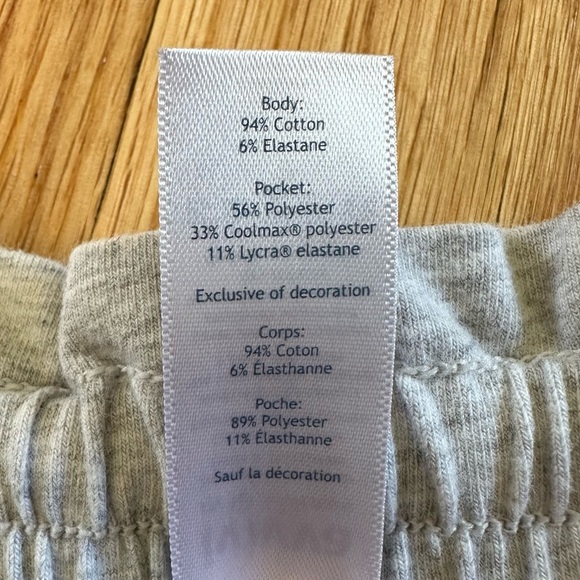 Body:
94% Cotton
6% Elastane
Pocket:
56% Polyester
33% Coolmax® polyester
11% Lycra® elastane
Exclusive of decoration
Corps:
94% Coton
6% Élasthanne
Poche:
89% Polyester
11% Élasthanne
Sauf la décoration